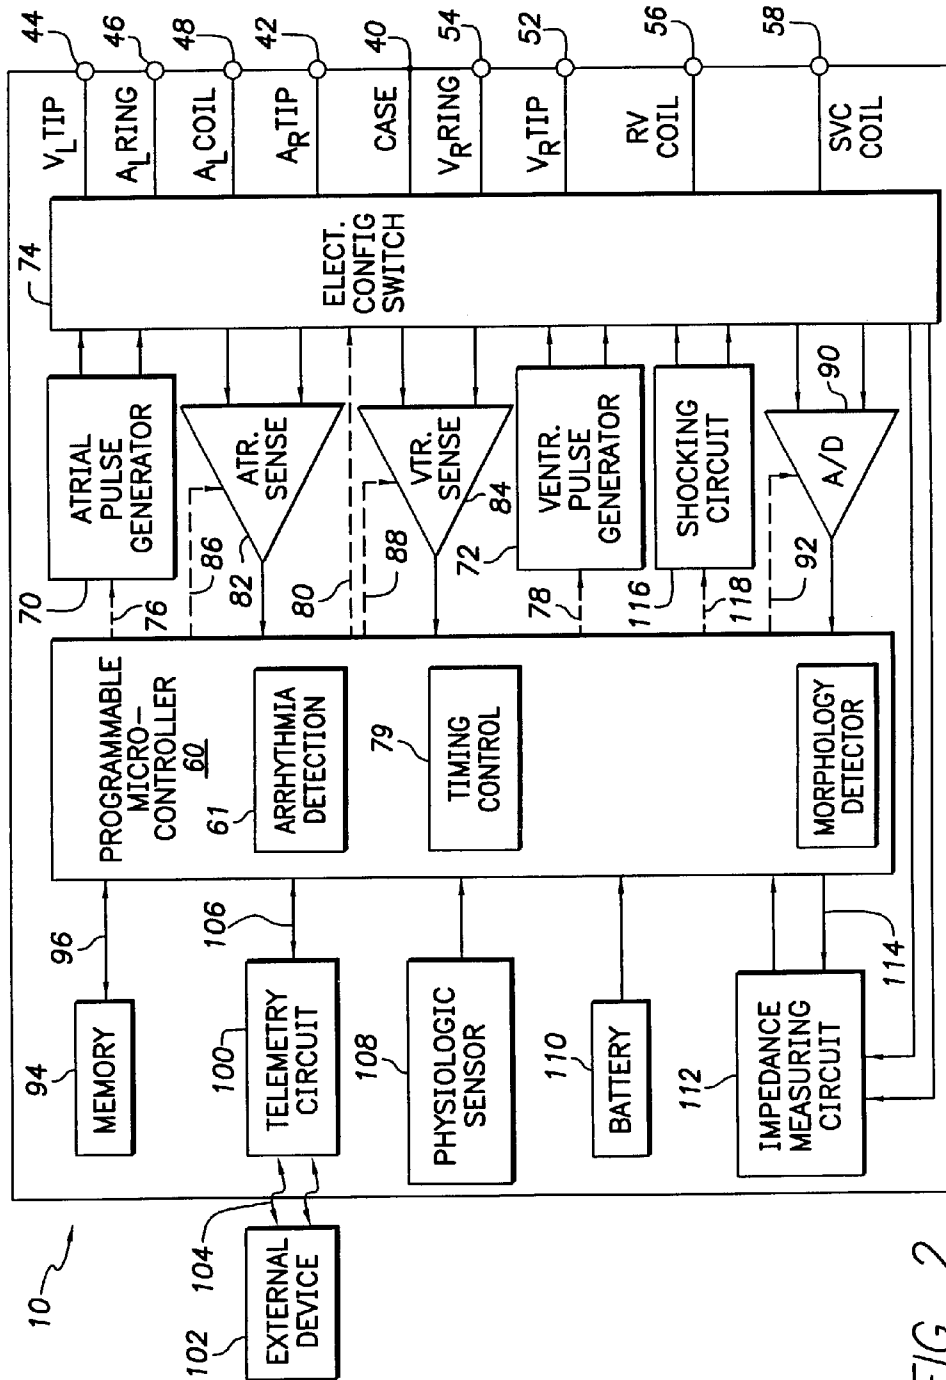 10
94
MEMORY
96
102
EXTERNAL
DEVICE
104
100
TELEMETRY
CIRCUIT
106
108
PHYSIOLOGIC
SENSOR
110
BATTERY
112
IMPEDANCE
MEASURING
CIRCUIT
114
PROGRAMMABLE
MICRO-
CONTROLLER
60
61
ARRHYTHMIA
DETECTION
79
TIMING
CONTROL
MORPHOLOGY
DETECTOR
70
ATRIAL
PULSE
GENERATOR
76
86
82
ATR.
SENSE
80
88
VTR.
SENSE
84
72
VENTR.
PULSE
GENERATOR
78
116
SHOCKING
CIRCUIT
118
92
A/D
90
74
ELECT.
CONFIG
SWITCH
VLTIP
44
ALRING
46
ALCOIL
48
ARTIP
42
CASE
40
VRRING
54
VRTIP
52
RV
COIL
56
SVC
COIL
58
FIG. 2